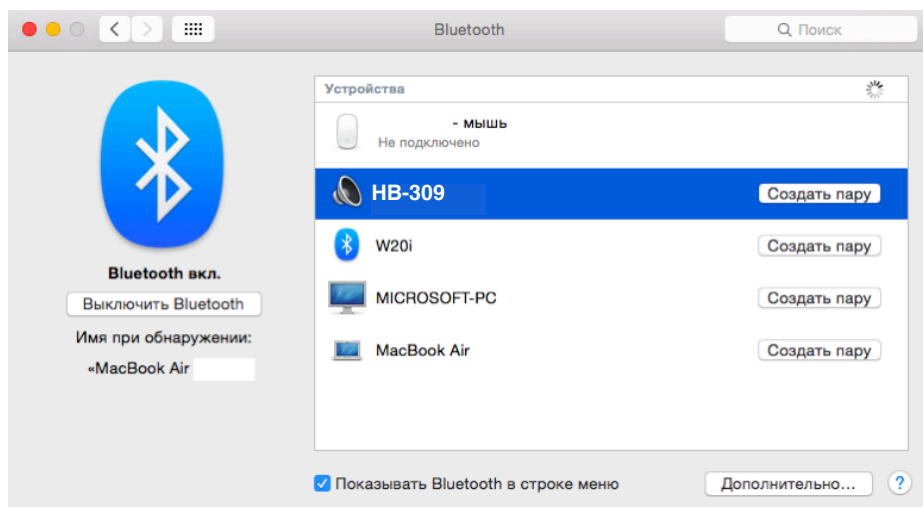 Bluetooth
Поиск
Устройства
- мышь
Не подключено
HB-309
Создать пару
W20i
Создать пару
MICROSOFT-PC
Создать пару
MacBook Air
Создать пару
Bluetooth вкл.
Выключить Bluetooth
Имя при обнаружении:
«MacBook Air
Показывать Bluetooth в строке меню
Дополнительно...
?